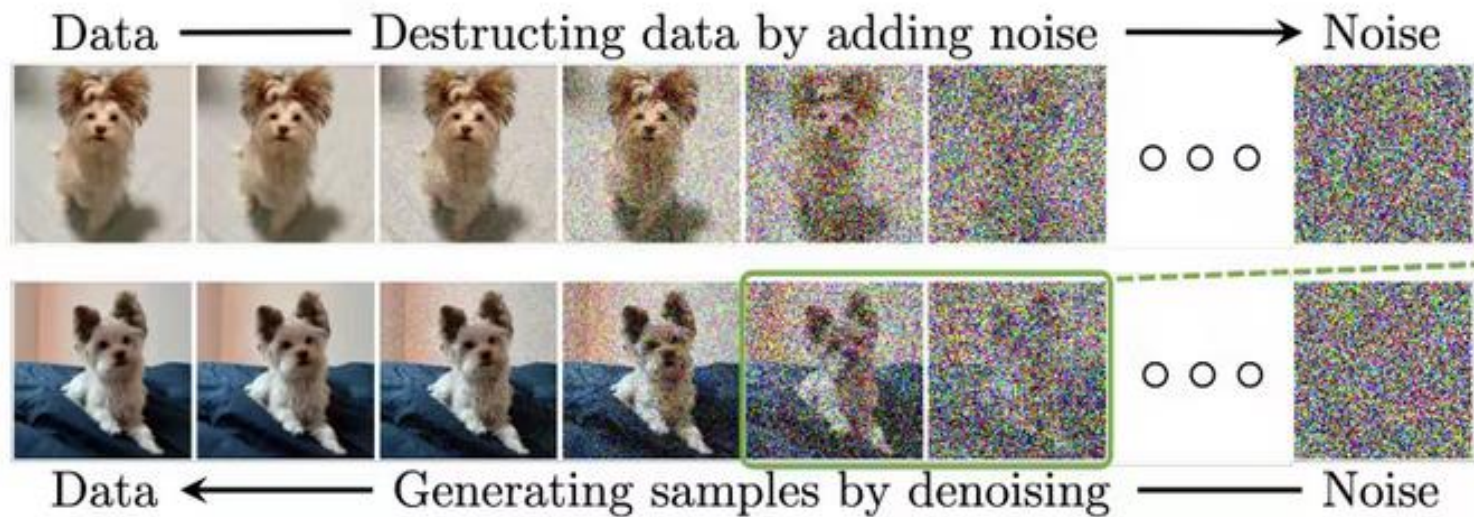 Data Destructing data by adding noise Noise
Data Generating samples by denoising Noise